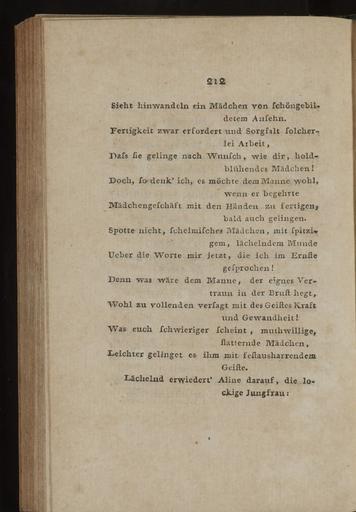 212
Sieht hinwandeln ein Mädchen von ſchöngebil-
detem Anſehn.
Fertigkeit zwar erfordert und Sorgfalt ſolcher-
lei Arbeit,
Daſs ſie gelinge nach Wunſch, wie dir, hold-
blühendes Mädchen!
Doch, ſo denk' ich, es möchte dem Manne wohl,
wenn er begehrte
Mädchengeſchäft mit den Händen zu fertigen,
bald auch gelingen.
Spotte nicht, ſchelmiſches Mädchen, mit ſpitzi-
gem, lächelndem Munde
Ueber die Worte mir jetzt, die ich im Ernſte
geſprochen!
Denn was wäre dem Manne, der eignes Ver-
traun in der Bruſt hegt,
Wohl zu vollenden verſagt mit des Geiſtes Kraft
und Gewandheit!
Was euch ſchwieriger ſcheint, muthwillige,
flatternde Mädchen,
Leichter gelinget es ihm mit feſtausharrendem
Geiſte.
Lächelnd erwiedert' Aline darauf, die lo-
ckige Jungfrau: